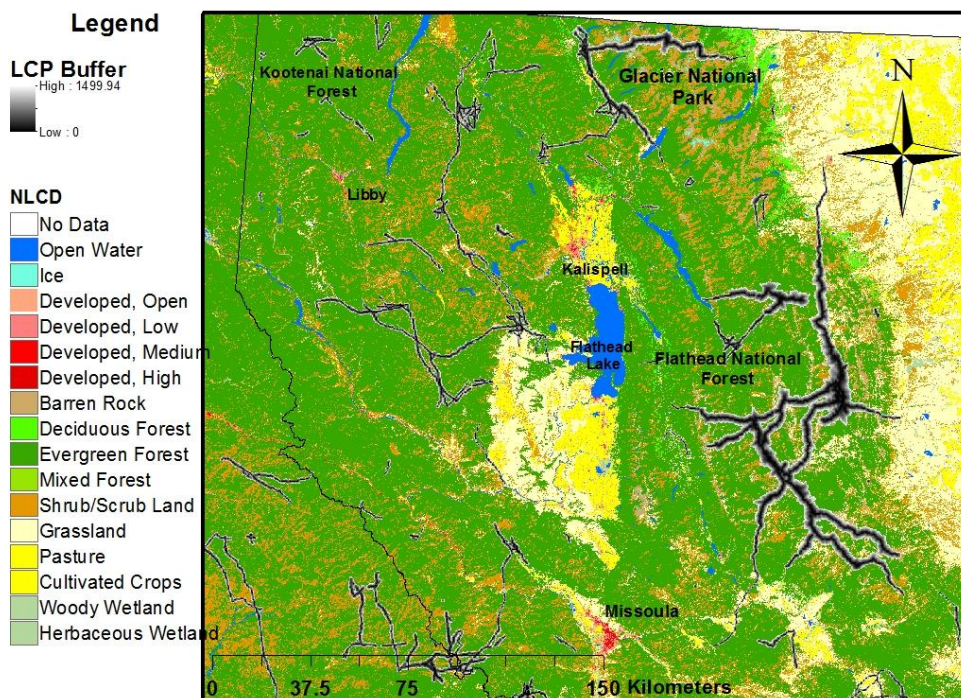 Legend
LCP Buffer
High : 1499.94
Low : 0
NLCD
No Data
Open Water
Ice
Developed, Open
Developed, Low
Developed, Medium
Developed, High
Barren Rock
Deciduous Forest
Evergreen Forest
Mixed Forest
Shrub/Scrub Land
Grassland
Pasture
Cultivated Crops
Woody Wetland
Herbaceous Wetland
Kootenai National
Forest
Glacier National
Park
N
Libby
Kalispell
Flathead
Lake
Flathead National
Forest
Missoula
0 37.5 75 150 Kilometers